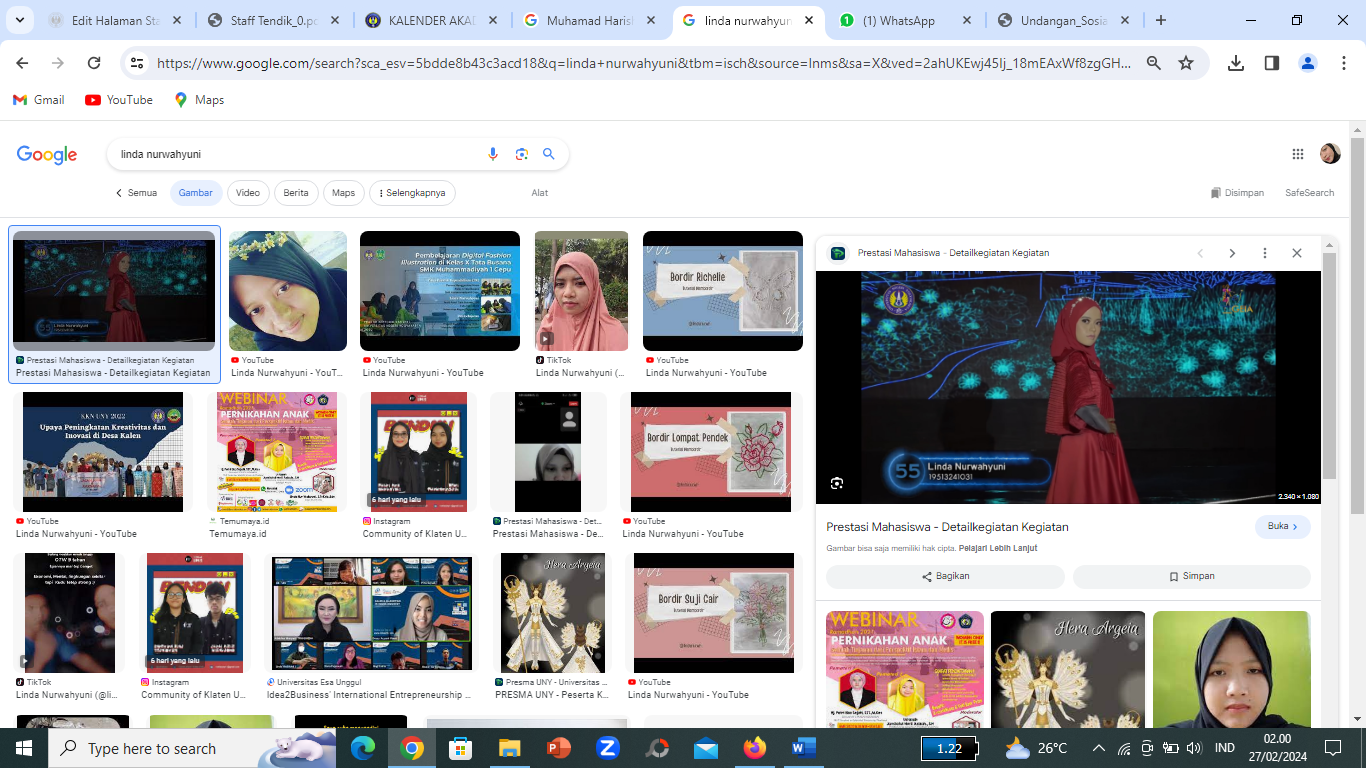 Edit Halaman Sta
Staff Tendik_0.pd
KALENDER AKAD
Muhamad Harish
linda nurwahyun
(1) WhatsApp
Undangan_Sosia
https://www.google.com/search?sca_esv=5bdde8b43c3acd18&q=linda+nurwahyuni&tbm=isch&source=lnms&sa=X&ved=2ahUKEwj45Ij_18mEAxWf8zgGH...
Gmail
YouTube
Maps
Google
linda nurwahyuni
Semua
Gambar
Video
Berita
Maps
Selengkapnya
Alat
Disimpan
SafeSearch
Pembelajaran Digital Fashion
Illustration di Kelas X Tata Busana
SMK Muhammadiyah 1 Cepu
Bordir Richelie
Prestasi Mahasiswa - Detailkegiatan Kegiatan
Prestasi Mahasiswa - Detailkegiatan Kegiatan
YouTube
Linda Nurwahyuni - YouT...
YouTube
Linda Nurwahyuni - YouTube
TikTok
Linda Nurwahyuni (...
YouTube
Linda Nurwahyuni - YouTube
KKN UNY 2022
Upaya Peningkatan Kreativitas dan
Inovasi di Desa Kalen
WEBINAR
PERNIKAHAN ANAK
zoom
6 hari yang lalu
Bordir Lompat Pendek
YouTube
Linda Nurwahyuni - YouTube
Temumaya.id
Temumaya.id
Instagram
Community of Klaten U...
Prestasi Mahasiswa - Det...
Prestasi Mahasiswa - De...
YouTube
Linda Nurwahyuni - YouTube
6 hari yang lalu
Hera Argeia
Bordir Suji Cair
TikTok
Linda Nurwahyuni (@li...
Instagram
Community of Klaten U...
Universitas Esa Unggul
Idea2Business' International Entrepreneurship ...
Presma UNY - Universitas ...
PRESMA UNY - Peserta K...
YouTube
Linda Nurwahyuni - YouTube
Prestasi Mahasiswa - Detailkegiatan Kegiatan
55
Linda Nurwahyuni
19513241031
2.340 × 1.080
Prestasi Mahasiswa - Detailkegiatan Kegiatan
Buka
Gambar bisa saja memiliki hak cipta. Pelajari Lebih Lanjut
Bagikan
Simpan
WEBINAR
PERNIKAHAN ANAK
Hera Argeia
Type here to search
1.22
26°C
IND
02.00
27/02/2024